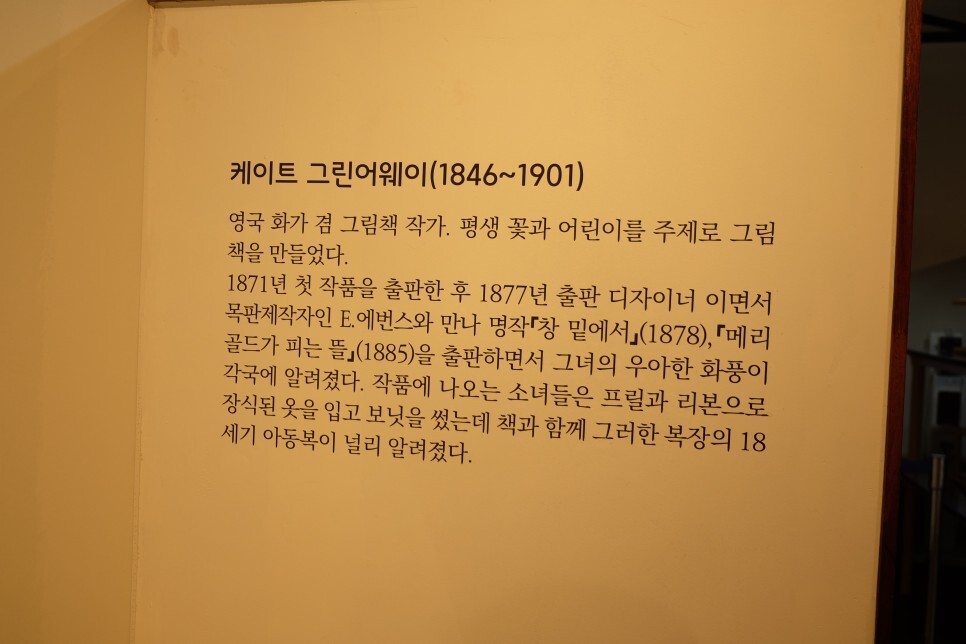 케이트 그린어웨이(1846~1901)
영국 화가 겸 그림책 작가. 평생 꽃과 어린이를 주제로 그림
책을 만들었다.
1871년 첫 작품을 출판한 후 1877년 출판 디자이너 이면서
목판제작자인 E.에번스와 만나 명작『창 밑에서』(1878),『메리
골드가 피는 뜰』(1885)을 출판하면서 그녀의 우아한 화풍이
각국에 알려졌다. 작품에 나오는 소녀들은 프릴과 리본으로
장식된 옷을 입고 보닛을 썼는데 책과 함께 그러한 복장의 18
세기 아동복이 널리 알려졌다.